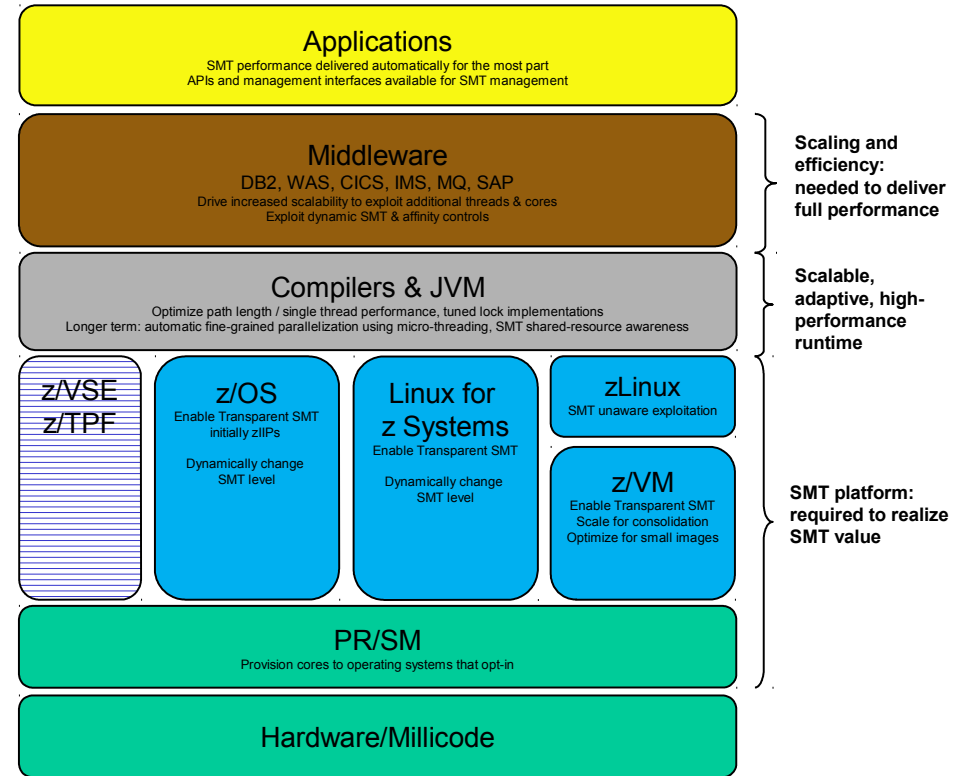 Applications
SMT performance delivered automatically for the most part
APIs and management interfaces available for SMT management
Middleware
DB2, WAS, CICS, IMS, MQ, SAP
Drive increased scalability to exploit additional threads & cores
Exploit dynamic SMT & affinity controls
Scaling and
efficiency:
needed to deliver
full performance
Compilers & JVM
Optimize path length / single thread performance, tuned lock implementations
Longer term: automatic fine-grained parallelization using micro-threading, SMT shared-resource awareness
Scalable,
adaptive, high-
performance
runtime
z/VSE
z/TPF
z/OS
Enable Transparent SMT
initially zIIPs
Dynamically change
SMT level
Linux for
z Systems
Enable Transparent SMT
Dynamically change
SMT level
zLinux
SMT unaware exploitation
z/VM
Enable Transparent SMT
Scale for consolidation
Optimize for small images
SMT platform:
required to realize
SMT value
PR/SM
Provision cores to operating systems that opt-in
Hardware/Millicode